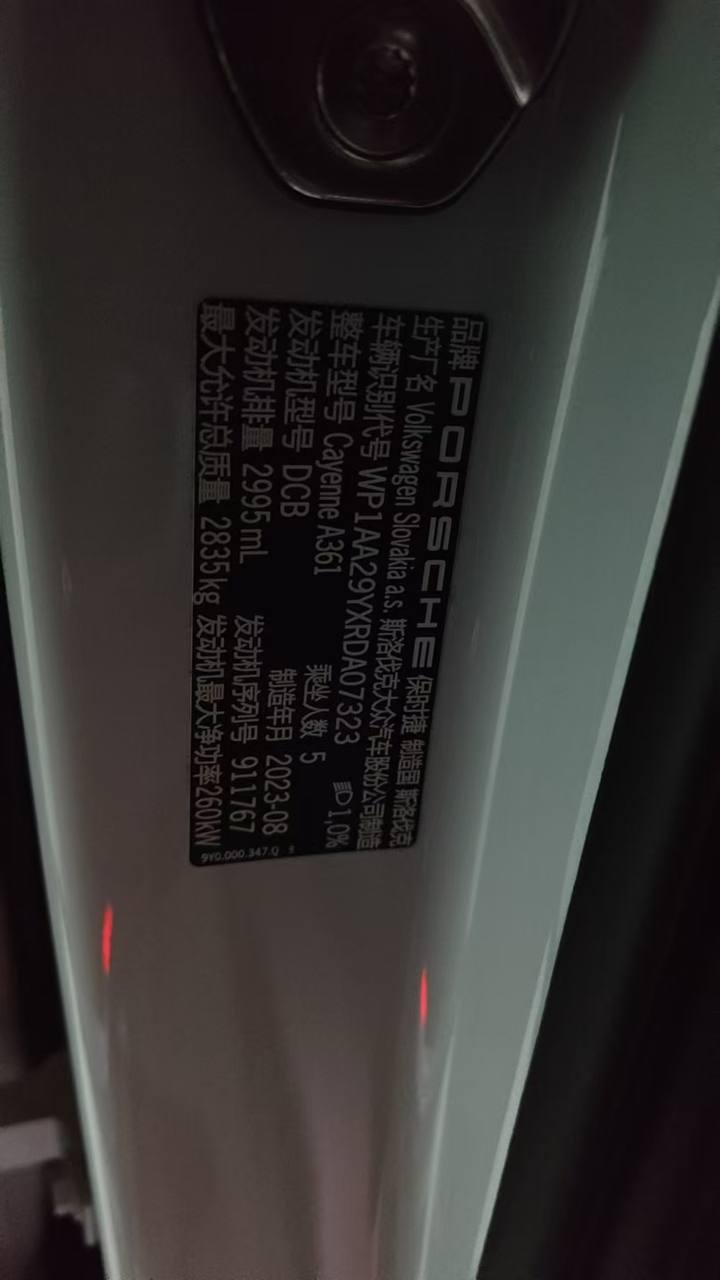 品牌 PORSCHE 保时捷 制造国 斯洛伐克
生产厂名 Volkswagen Slovakia a.s. 斯洛伐克大众汽车股份公司制造
车辆识别代号 WP1AA29YXRDA07323
整车型号 Cayenne A361 1,0%
发动机型号 DCB 乘坐人数 5
发动机排量 2995 mL 制造年月 2023-08
发动机序列号 911767
最大允许总质量 2835 kg 发动机最大净功率260kW
9Y0.000.347.Q